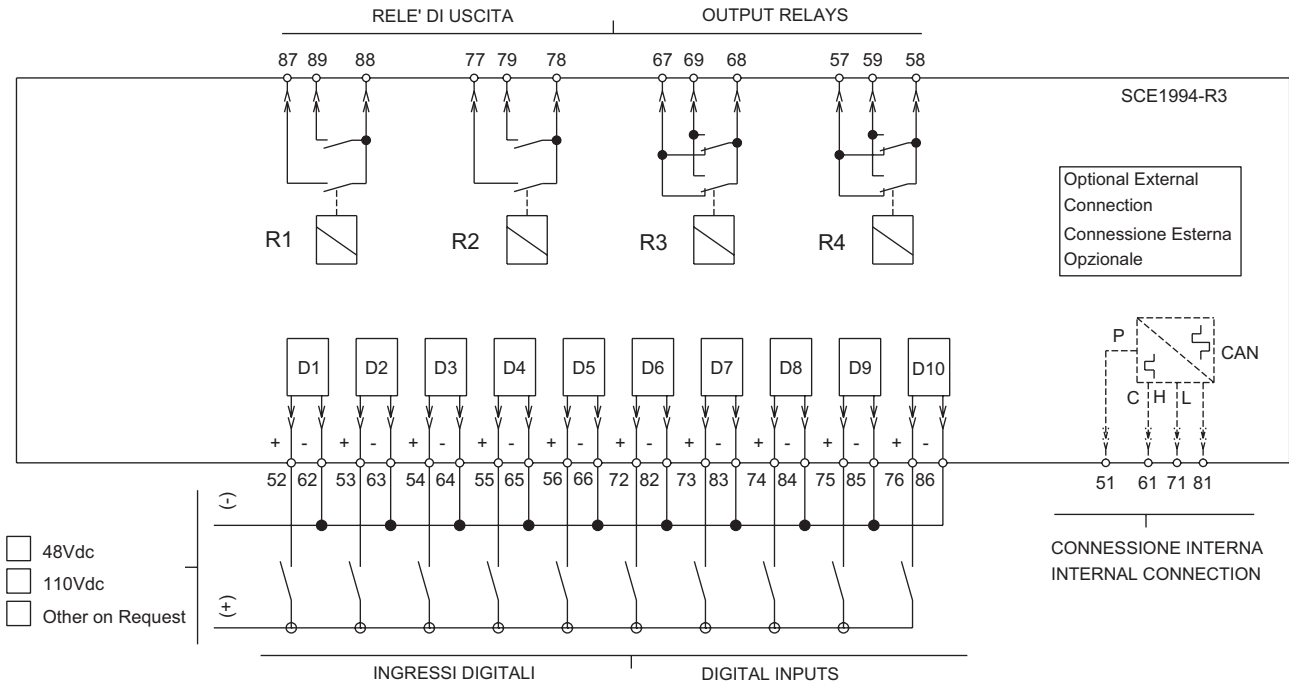 RELE' DI USCITA OUTPUT RELAYS
87 89 88 77 79 78 67 69 68 57 59 58
SCE1994-R3
Optional External
Connection
Connessione Esterna
Opzionale
R1 R2 R3 R4
P
CAN
C H L
D1 D2 D3 D4 D5 D6 D7 D8 D9 D10
+ - + - + - + - + - + - + - + - + - + -
52 62 53 63 54 64 55 65 56 66 72 82 73 83 74 84 75 85 76 86
51 61 71 81
(-)
48Vdc
110Vdc
Other on Request
(+)
CONNESSIONE INTERNA
INTERNAL CONNECTION
INGRESSI DIGITALI DIGITAL INPUTS